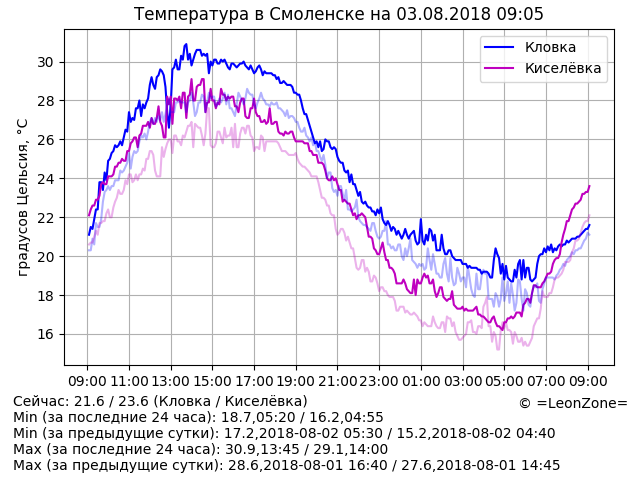 Температура в Смоленске на 03.08.2018 09:05
Кловка
Киселёвка
градусов Цельсия, °C
30
28
26
24
22
20
18
16
09:00 11:00 13:00 15:00 17:00 19:00 21:00 23:00 01:00 03:00 05:00 07:00 09:00
Сейчас: 21.6 / 23.6 (Кловка / Киселёвка)
© =LeonZone=
Min (за последние 24 часа): 18.7,05:20 / 16.2,04:55
Min (за предыдущие сутки): 17.2,2018-08-02 05:30 / 15.2,2018-08-02 04:40
Max (за последние 24 часа): 30.9,13:45 / 29.1,14:00
Max (за предыдущие сутки): 28.6,2018-08-01 16:40 / 27.6,2018-08-01 14:45